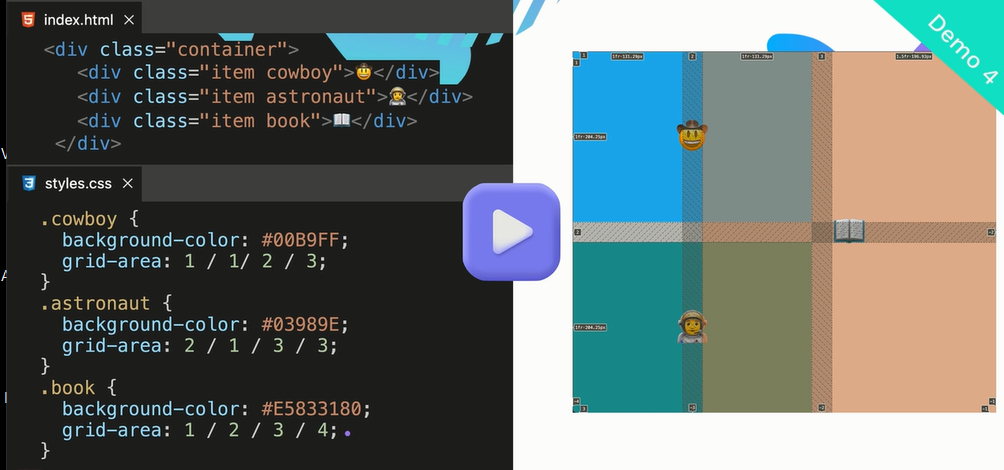 index.html
<div class="container">
<div class="item cowboy">🤠</div>
<div class="item astronaut">🧑‍🚀</div>
<div class="item book">📖</div>
</div>
styles.css
.cowboy {
background-color: #00B9FF;
grid-area: 1 / 1/ 2 / 3;
}
.astronaut {
background-color: #03989E;
grid-area: 2 / 1 / 3 / 3;
}
.book {
background-color: #E5833180;
grid-area: 1 / 2 / 3 / 4;
}
Demo 4
1 1fr·131.29px 2 1fr·131.29px 3 1.5fr·196.93px
1
1fr·204.25px
2 -2
1fr·204.25px
-4 -1
3 -3 -2 -1